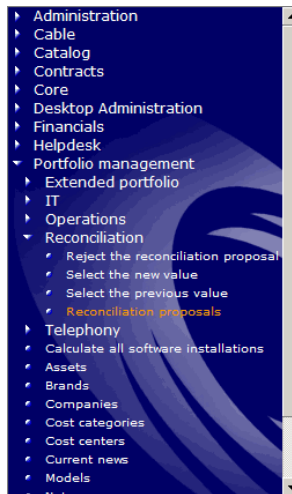 Administration
Cable
Catalog
Contracts
Core
Desktop Administration
Financials
Helpdesk
Portfolio management
Extended portfolio
IT
Operations
Reconciliation
Reject the reconciliation proposal
Select the new value
Select the previous value
Reconciliation proposals
Telephony
Calculate all software installations
Assets
Brands
Companies
Cost categories
Cost centers
Current news
Models